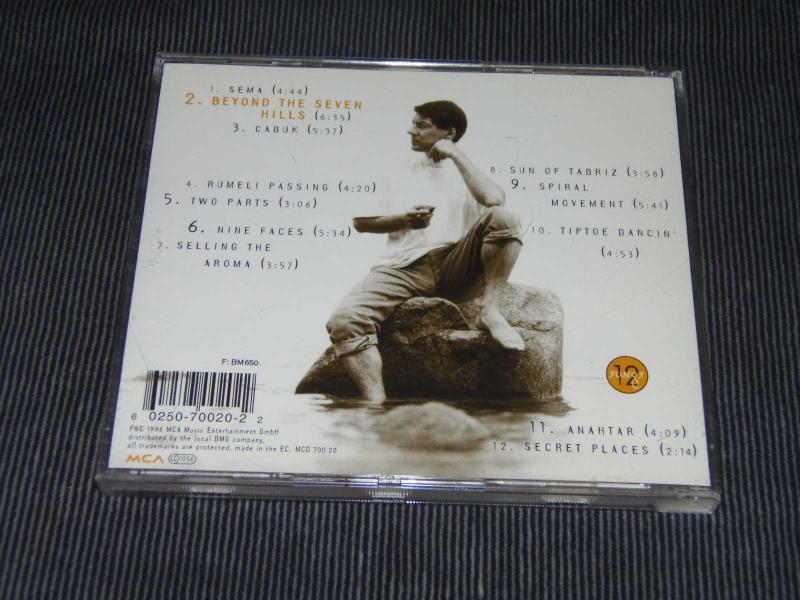 1. SEMA (4:44)
2. BEYOND THE SEVEN
HILLS (6:35)
3. CABUK (5:37)
4. RUMELI PASSING (4:20)
5. TWO PARTS (3:06)
6. NINE FACES (5:34)
7. SELLING THE
AROMA (3:57)
8. SUN OF TABRIZ (3:58)
9. SPIRAL
MOVEMENT (5:41)
10. TIPTOE DANCIN'
(4:53)
12
SONGS
11. ANAHTAR (4:09)
12. SECRET PLACES (2:14)
F: BM650
6 0250-70020-2 2
P&C 1996 MCA Music Entertainment GmbH
distributed by the local BMG company,
all trademarks are protected, made in the EC, MCD 700 20
MCA LC 1056